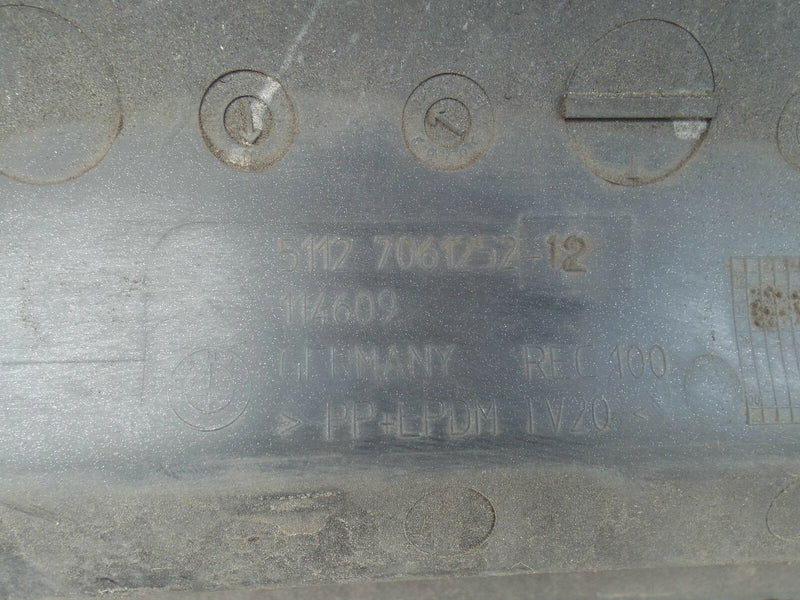 5112 7061252-12
114609
GERMANY REC 100
> PP+EPDM TV20 <